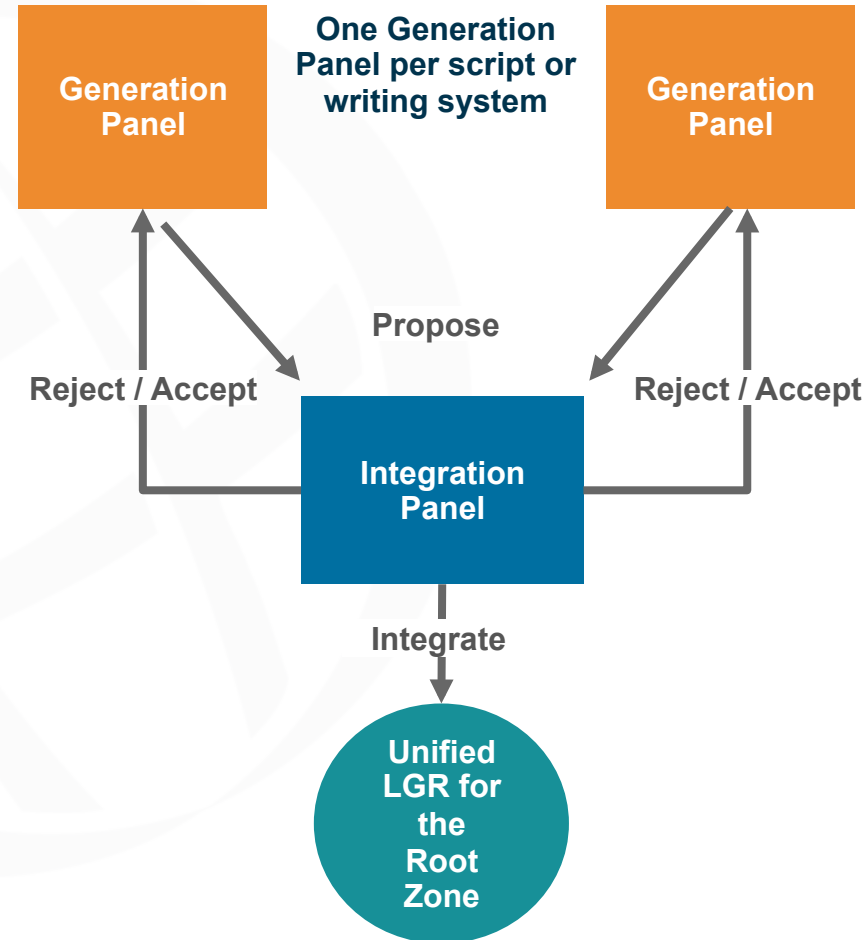 One Generation
Panel per script or
writing system
Generation
Panel
Generation
Panel
Propose
Reject / Accept
Reject / Accept
Integration
Panel
Integrate
Unified
LGR for
the
Root
Zone